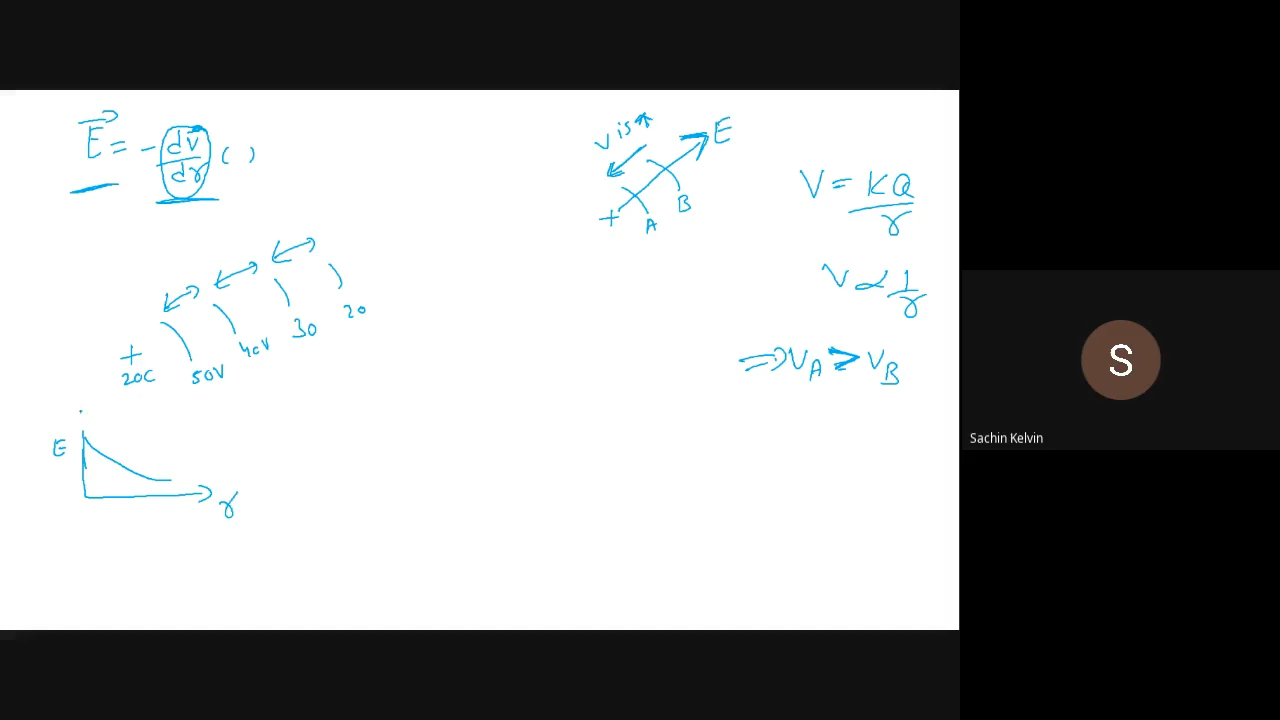 E = - dv/dr ( )
V is ↑
E
+
A
B
V = KQ/r
V ∝ 1/r
⇒ VA > VB
+
20C
50V
40V
30
20
E
r
S
Sachin Kelvin